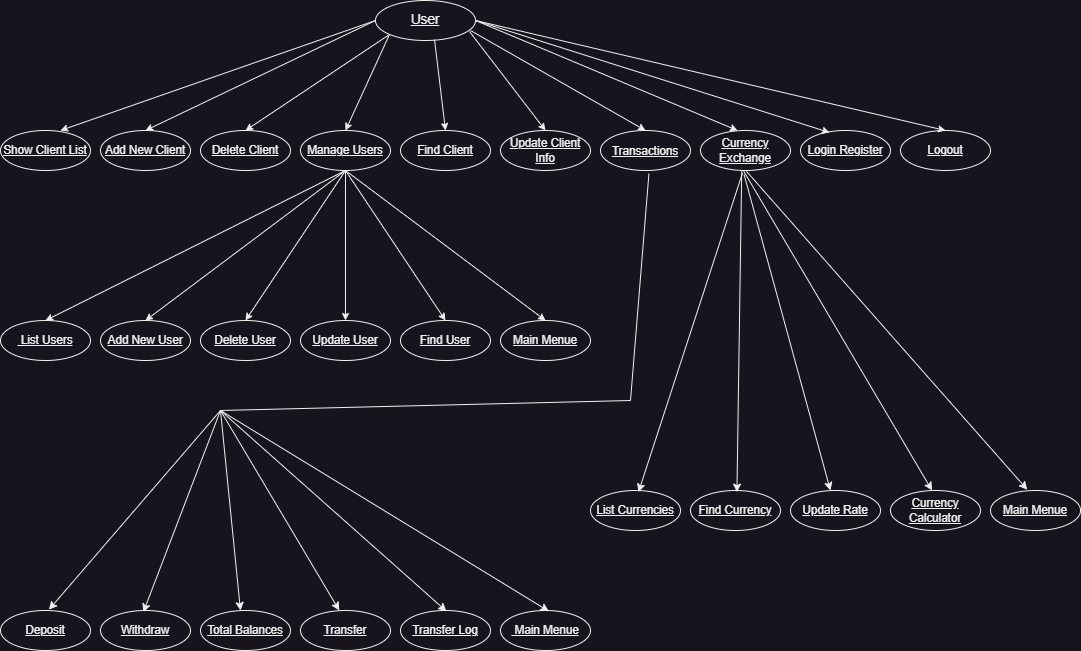 User
Show Client List
Add New Client
Delete Client
Manage Users
Find Client
Update Client
Info
Transactions
Currency
Exchange
Login Register
Logout
List Users
Add New User
Delete User
Update User
Find User
Main Menue
List Currencies
Find Currency
Update Rate
Currency
Calculator
Main Menue
Deposit
Withdraw
Total Balances
Transfer
Transfer Log
Main Menue